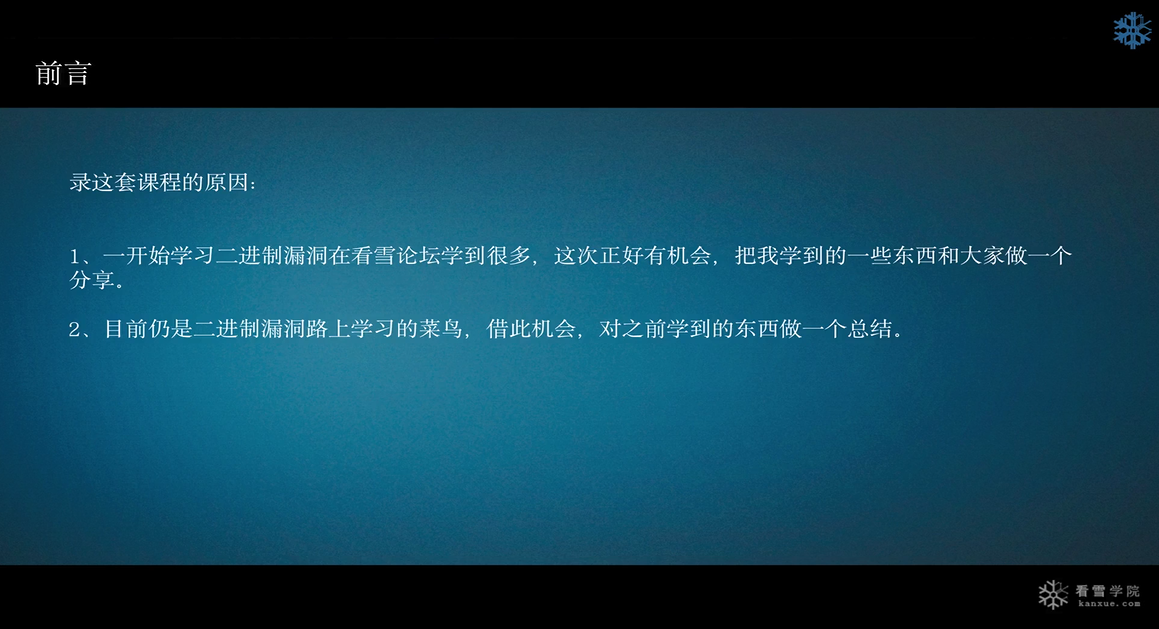 前言
录这套课程的原因:
1、一开始学习二进制漏洞在看雪论坛学到很多，这次正好有机会，把我学到的一些东西和大家做一个
分享。
2、目前仍是二进制漏洞路上学习的菜鸟，借此机会，对之前学到的东西做一个总结。
看雪学院
kanxue.com